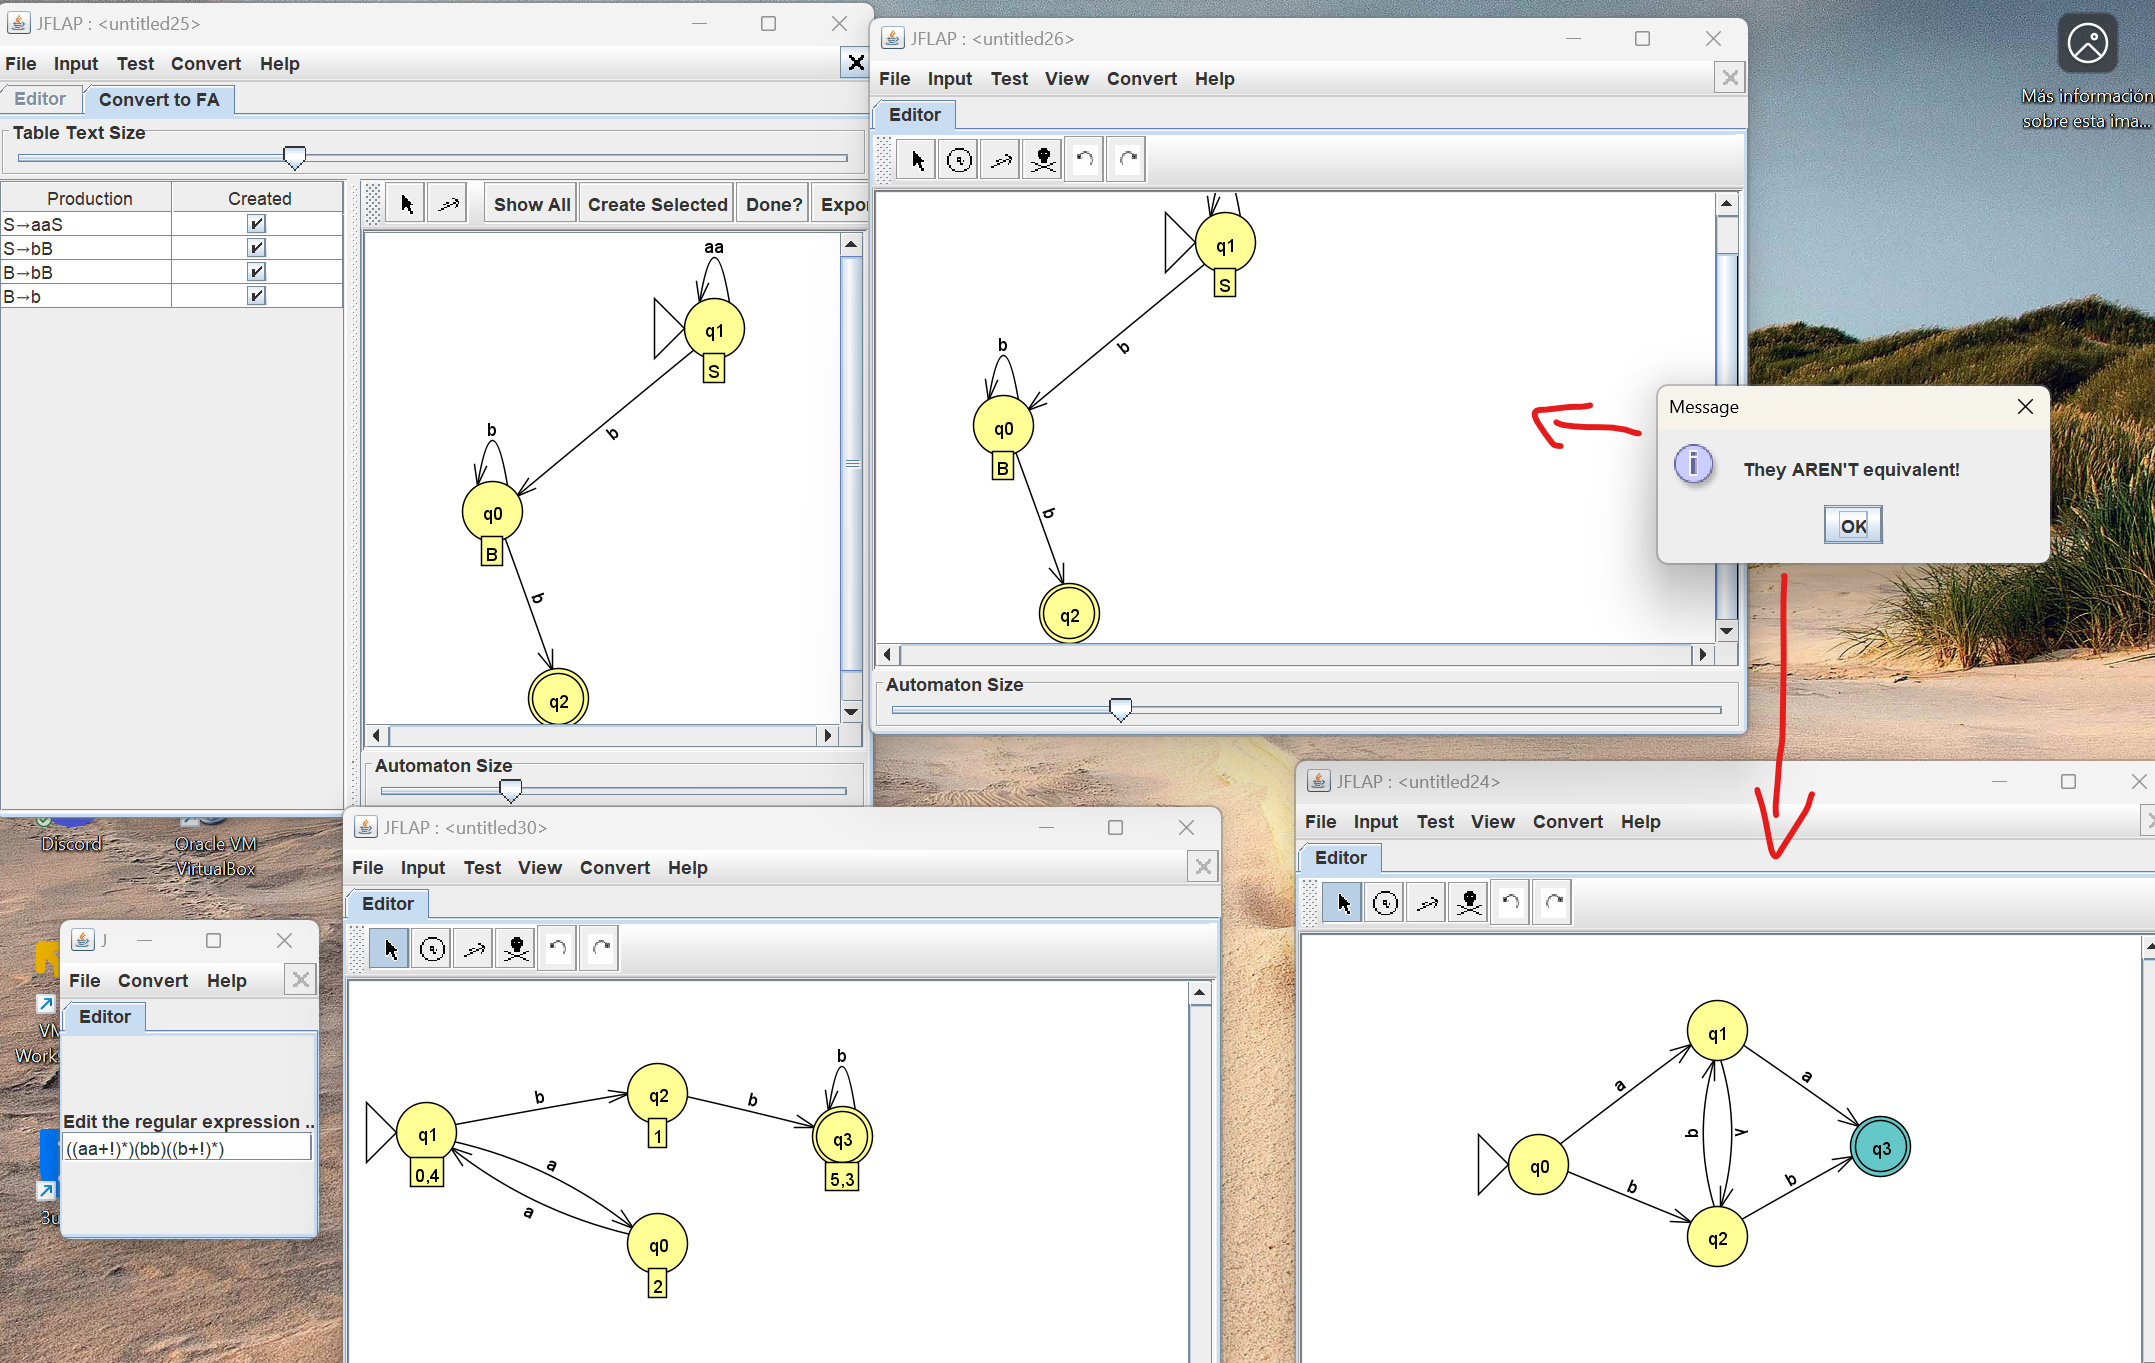 JFLAP : <untitled25>
File Input Test Convert Help
Editor Convert to FA
Table Text Size
Production Created
S→aaS
S→bB
B→bB
B→b
Show All Create Selected Done? Expor
aa
q1
S
b
b
q0
B
b
q2
Automaton Size
JFLAP : <untitled26>
File Input Test View Convert Help
Editor
q1
S
b
b
q0
B
b
q2
Automaton Size
Más información
sobre esta ima...
Message
They AREN'T equivalent!
OK
Discord
Oracle VM
VirtualBox
VM
Work
3u
J
File Convert Help
Editor
Edit the regular expression ..
((aa+!)*)(bb)((b+!)*)
JFLAP : <untitled30>
File Input Test View Convert Help
Editor
b
q2
1
b
b
q1
0,4
q3
5,3
a
a
q0
2
JFLAP : <untitled24>
File Input Test View Convert Help
Editor
q1
a
a
b
λ
q0
q3
b
b
q2